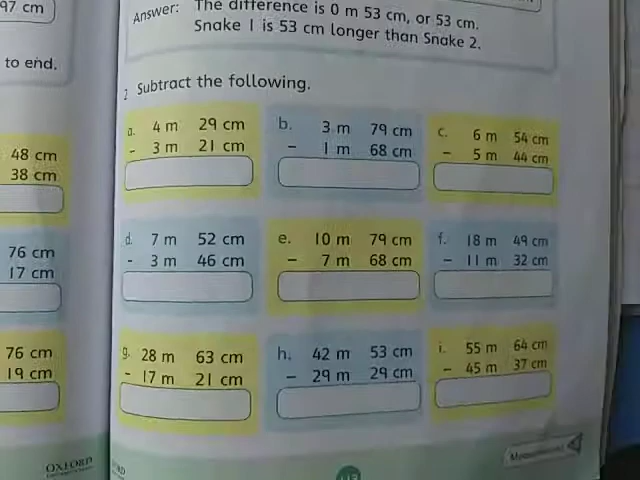 97 cm
to end.
48 cm
38 cm
76 cm
17 cm
76 cm
19 cm
OXFORD
Answer: The difference is 0 m 53 cm, or 53 cm.
Snake 1 is 53 cm longer than Snake 2.
2 Subtract the following.
a. 4 m 29 cm
- 3 m 21 cm
b. 3 m 79 cm
- 1 m 68 cm
c. 6 m 54 cm
- 5 m 44 cm
d. 7 m 52 cm
- 3 m 46 cm
e. 10 m 79 cm
- 7 m 68 cm
f. 18 m 49 cm
- 11 m 32 cm
g. 28 m 63 cm
- 17 m 21 cm
h. 42 m 53 cm
- 29 m 29 cm
i. 55 m 64 cm
- 45 m 37 cm